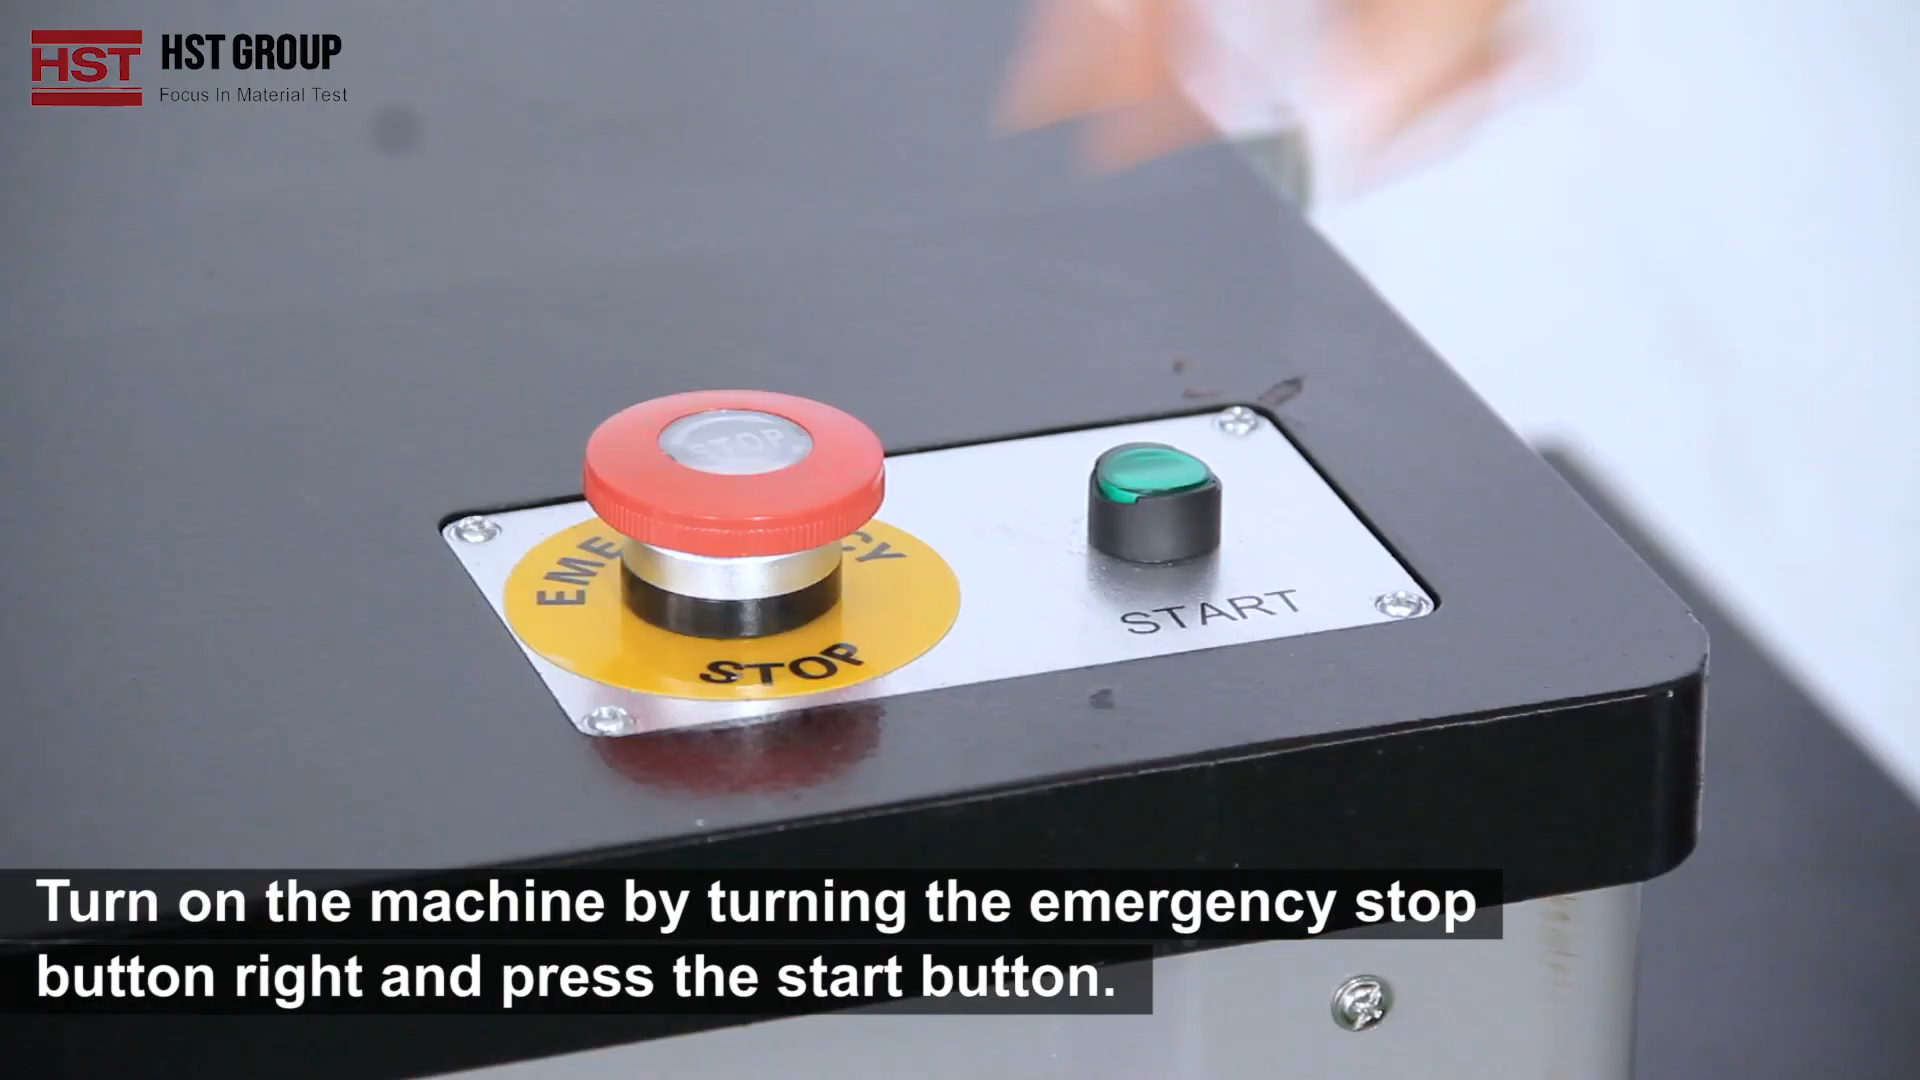 HST
HST GROUP
Focus In Material Test
STOP
EME
CY
STOP
START
Turn on the machine by turning the emergency stop
button right and press the start button.